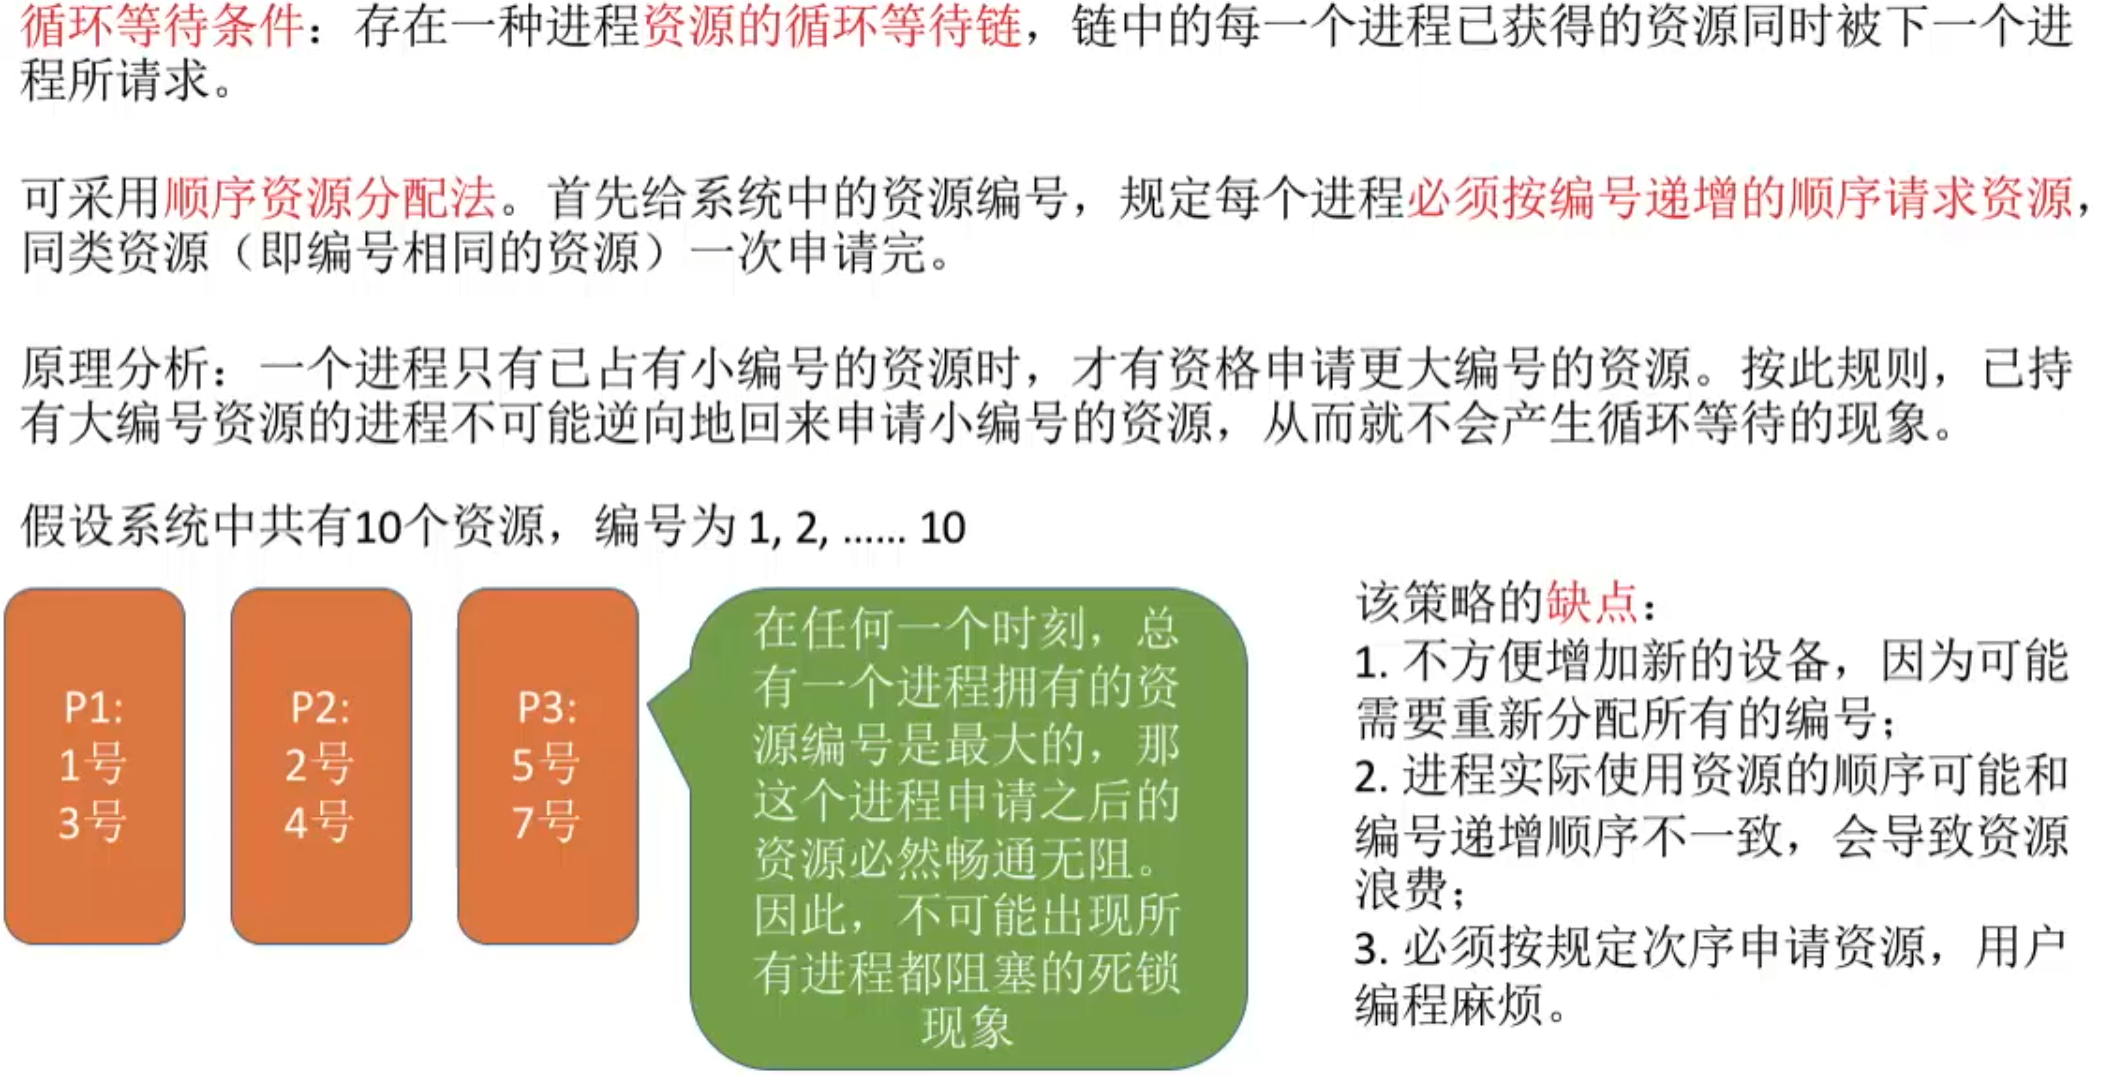 循环等待条件：存在一种进程资源的循环等待链，链中的每一个进程已获得的资源同时被下一个进
程所请求。
可采用顺序资源分配法。首先给系统中的资源编号，规定每个进程必须按编号递增的顺序请求资源，
同类资源（即编号相同的资源）一次申请完。
原理分析：一个进程只有已占有小编号的资源时，才有资格申请更大编号的资源。按此规则，已持
有大编号资源的进程不可能逆向地回来申请小编号的资源，从而就不会产生循环等待的现象。
假设系统中共有10个资源，编号为 1, 2, ...... 10
P1:
1号
3号
P2:
2号
4号
P3:
5号
7号
在任何一个时刻，总
有一个进程拥有的资
源编号是最大的，那
这个进程申请之后的
资源必然畅通无阻。
因此，不可能出现所
有进程都阻塞的死锁
现象
该策略的缺点：
1. 不方便增加新的设备，因为可能
需要重新分配所有的编号；
2. 进程实际使用资源的顺序可能和
编号递增顺序不一致，会导致资源
浪费；
3. 必须按规定次序申请资源，用户
编程麻烦。